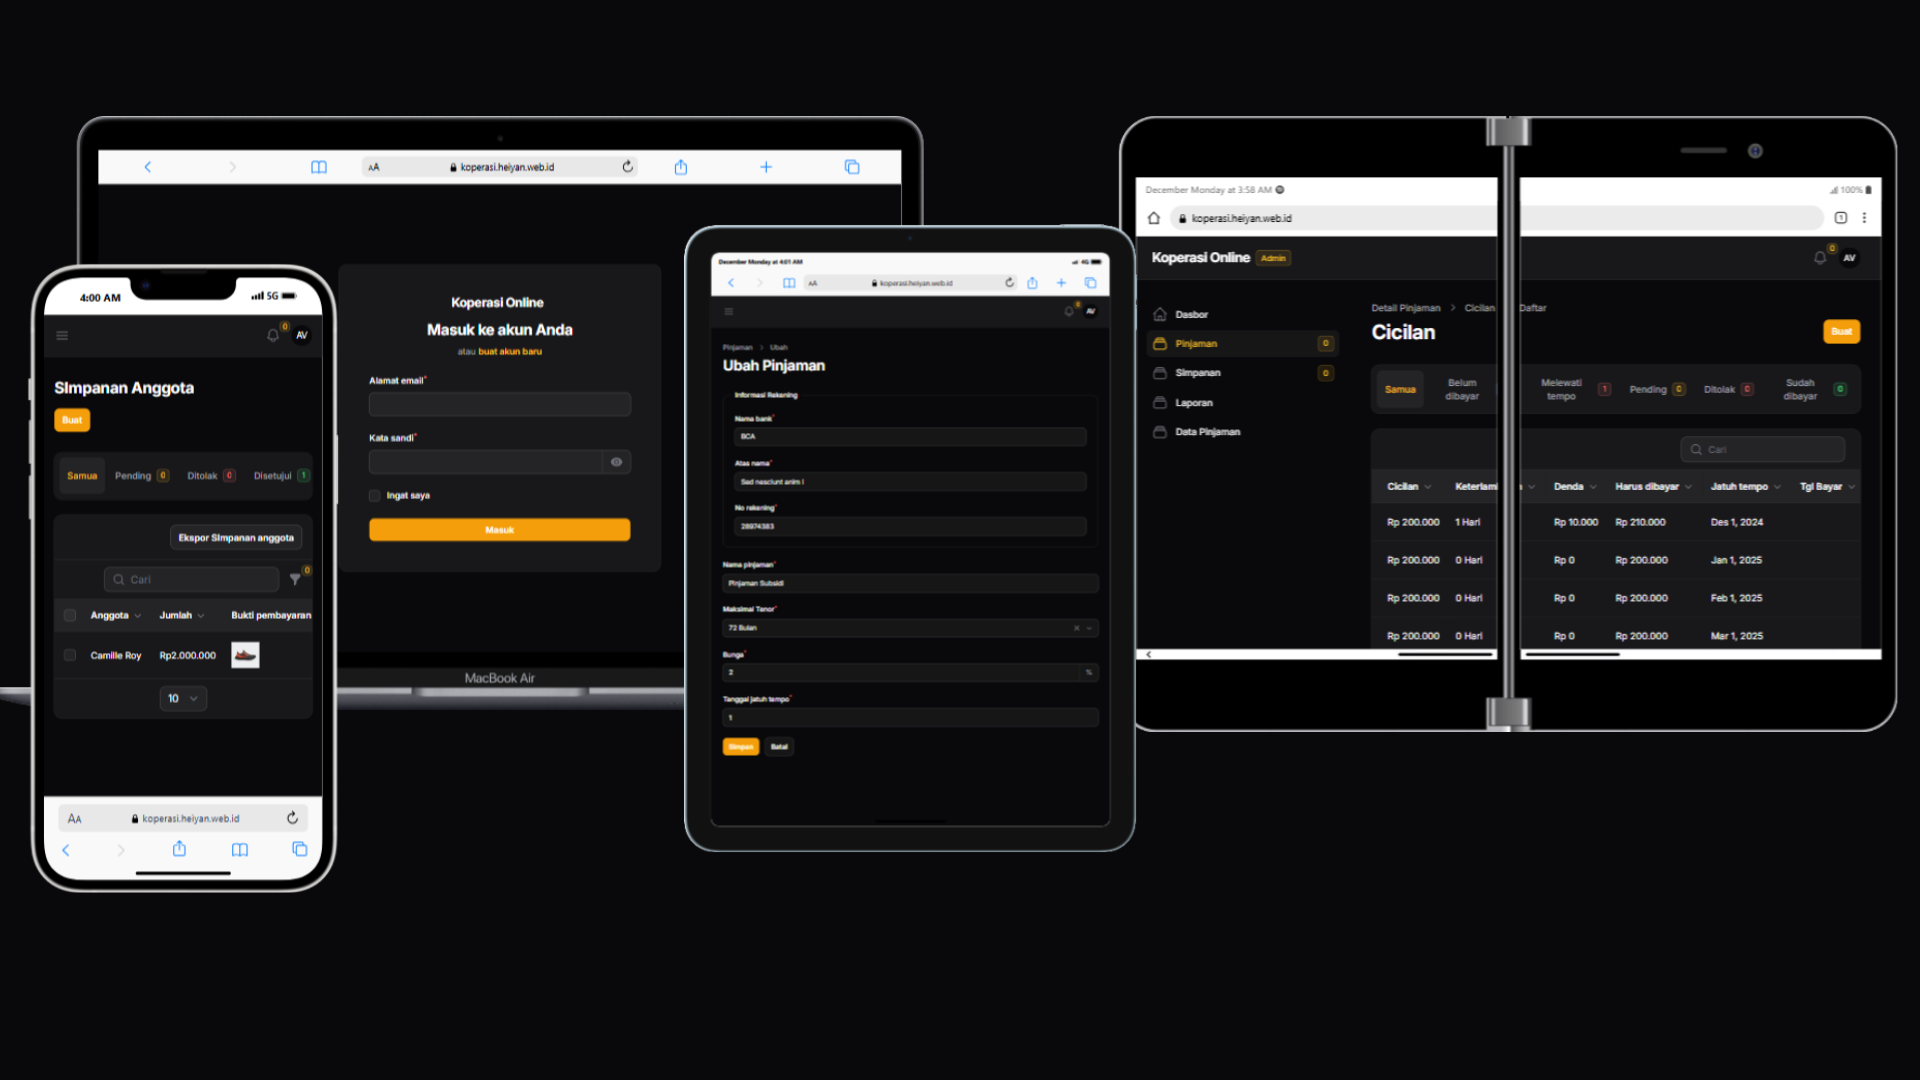 koperasi.heiyan.web.id
Koperasi Online
Masuk ke akun Anda
atau buat akun baru
Alamat email*
Kata sandi*
Ingat saya
Masuk
MacBook Air
4:00 AM
5G
0
AV
SImpanan Anggota
Buat
Samua
Pending 0
Ditolak 0
Disetujui 1
Ekspor SImpanan anggota
Cari
0
Anggota
Jumlah
Bukti pembayaran
Camille Roy
Rp2.000.000
10
AA
koperasi.heiyan.web.id
December Monday at 4:01 AM
4G
AA
koperasi.heiyan.web.id
0
AV
Pinjaman > Ubah
Ubah Pinjaman
Informasi Rekening
Nama bank*
BCA
Atas nama*
Sed nesciunt anim i
No rekening*
28974383
Nama pinjaman*
Pinjaman Subsidi
Maksimal Tenor*
72 Bulan
Bunga*
2
%
Tanggal jatuh tempo*
1
Simpan
Batal
December Monday at 3:58 AM
100%
koperasi.heiyan.web.id
1
Koperasi Online Admin
0
AV
Dasbor
Pinjaman 0
SImpanan 0
Laporan
Data Pinjaman
Detail Pinjaman > Cicilan
Daftar
Cicilan
Buat
Samua
Belum dibayar
Melewati tempo 1
Pending 0
Ditolak 0
Sudah dibayar 0
Cari
Cicilan
Denda
Harus dibayar
Jatuh tempo
Tgl Bayar
Rp 200.000 1 Hari Rp 10.000 Rp 210.000 Des 1, 2024
Rp 200.000 0 Hari Rp 0 Rp 200.000 Jan 1, 2025
Rp 200.000 0 Hari Rp 0 Rp 200.000 Feb 1, 2025
Rp 200.000 0 Hari Rp 0 Rp 200.000 Mar 1, 2025